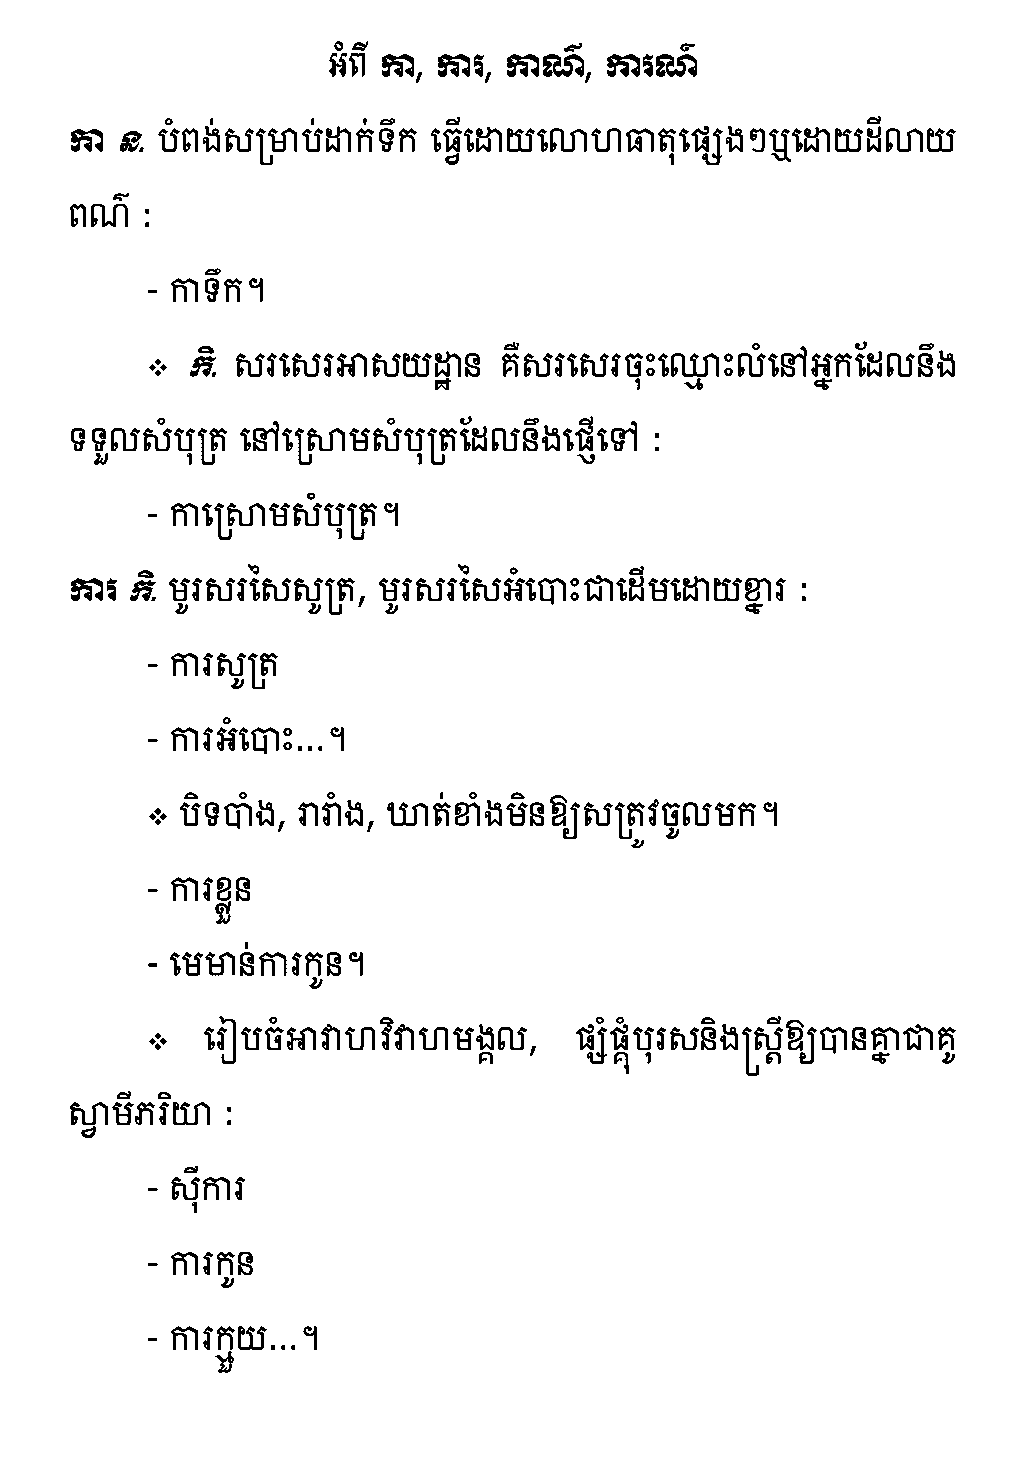 អំពី កា, ការ, កាណ៌, ការណ៍
កា ន. បំពង់សម្រាប់ដាក់ទឹក ធ្វើដោយលោហធាតុផ្សេងៗឬដោយដីលាយ
ពណ៌ :
- កាទឹក។
❖ កិ. សរសេរអាសយដ្ឋាន គឺសរសេរចុះឈ្មោះលំនៅអ្នកដែលនឹង
ទទួលសំបុត្រ នៅស្រោមសំបុត្រដែលនឹងផ្ញើទៅ :
- កាស្រោមសំបុត្រ។
ការ កិ. មូរសរសៃសូត្រ, មូរសរសៃអំបោះជាដើមដោយខ្នារ :
- ការសូត្រ
- ការអំបោះ...។
❖ បិទបាំង, រារាំង, ឃាត់ខាំងមិនឱ្យសត្រូវចូលមក។
- ការខ្លួន
- មេមាន់ការកូន។
❖ រៀបចំអាវាហវិវាហមង្គល, ផ្សំផ្គុំបុរសនិងស្ត្រីឱ្យបានគ្នាជាគូ
ស្វាមីភរិយា :
- ស៊ីការ
- ការកូន
- ការក្មួយ...។